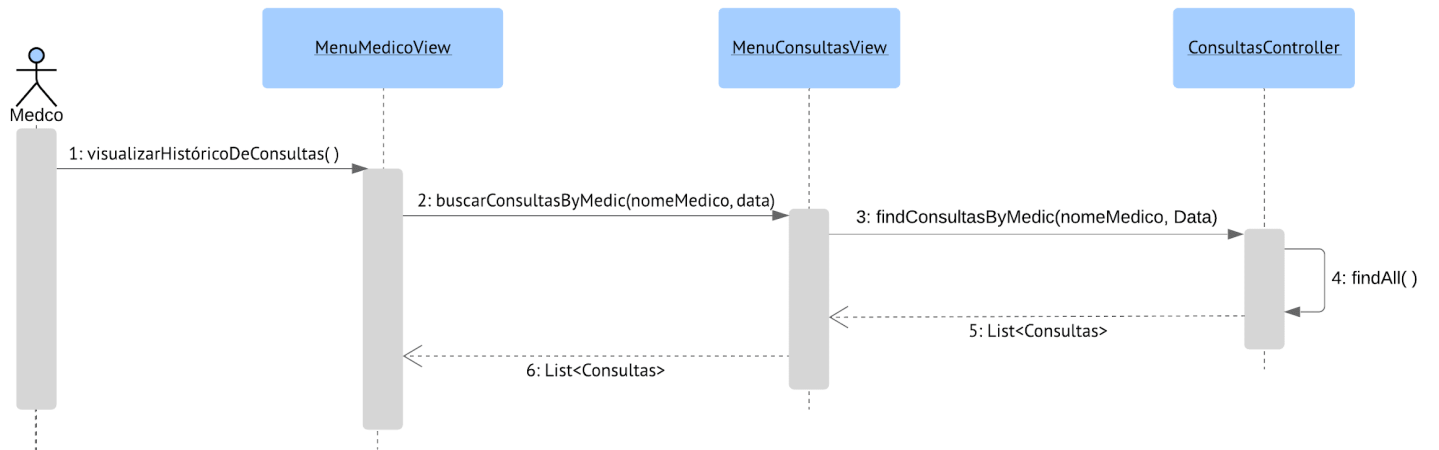 MenuMedicoView
MenuConsultasView
ConsultasController
Medco
1: visualizarHistóricoDeConsultas( )
2: buscarConsultasByMedic(nomeMedico, data)
3: findConsultasByMedic(nomeMedico, Data)
4: findAll( )
5: List<Consultas>
6: List<Consultas>